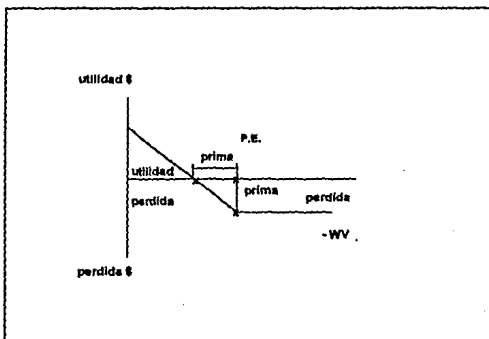 utilidad $
P.E.
prima
utilidad
prima
perdida
perdida
-WV
perdida $